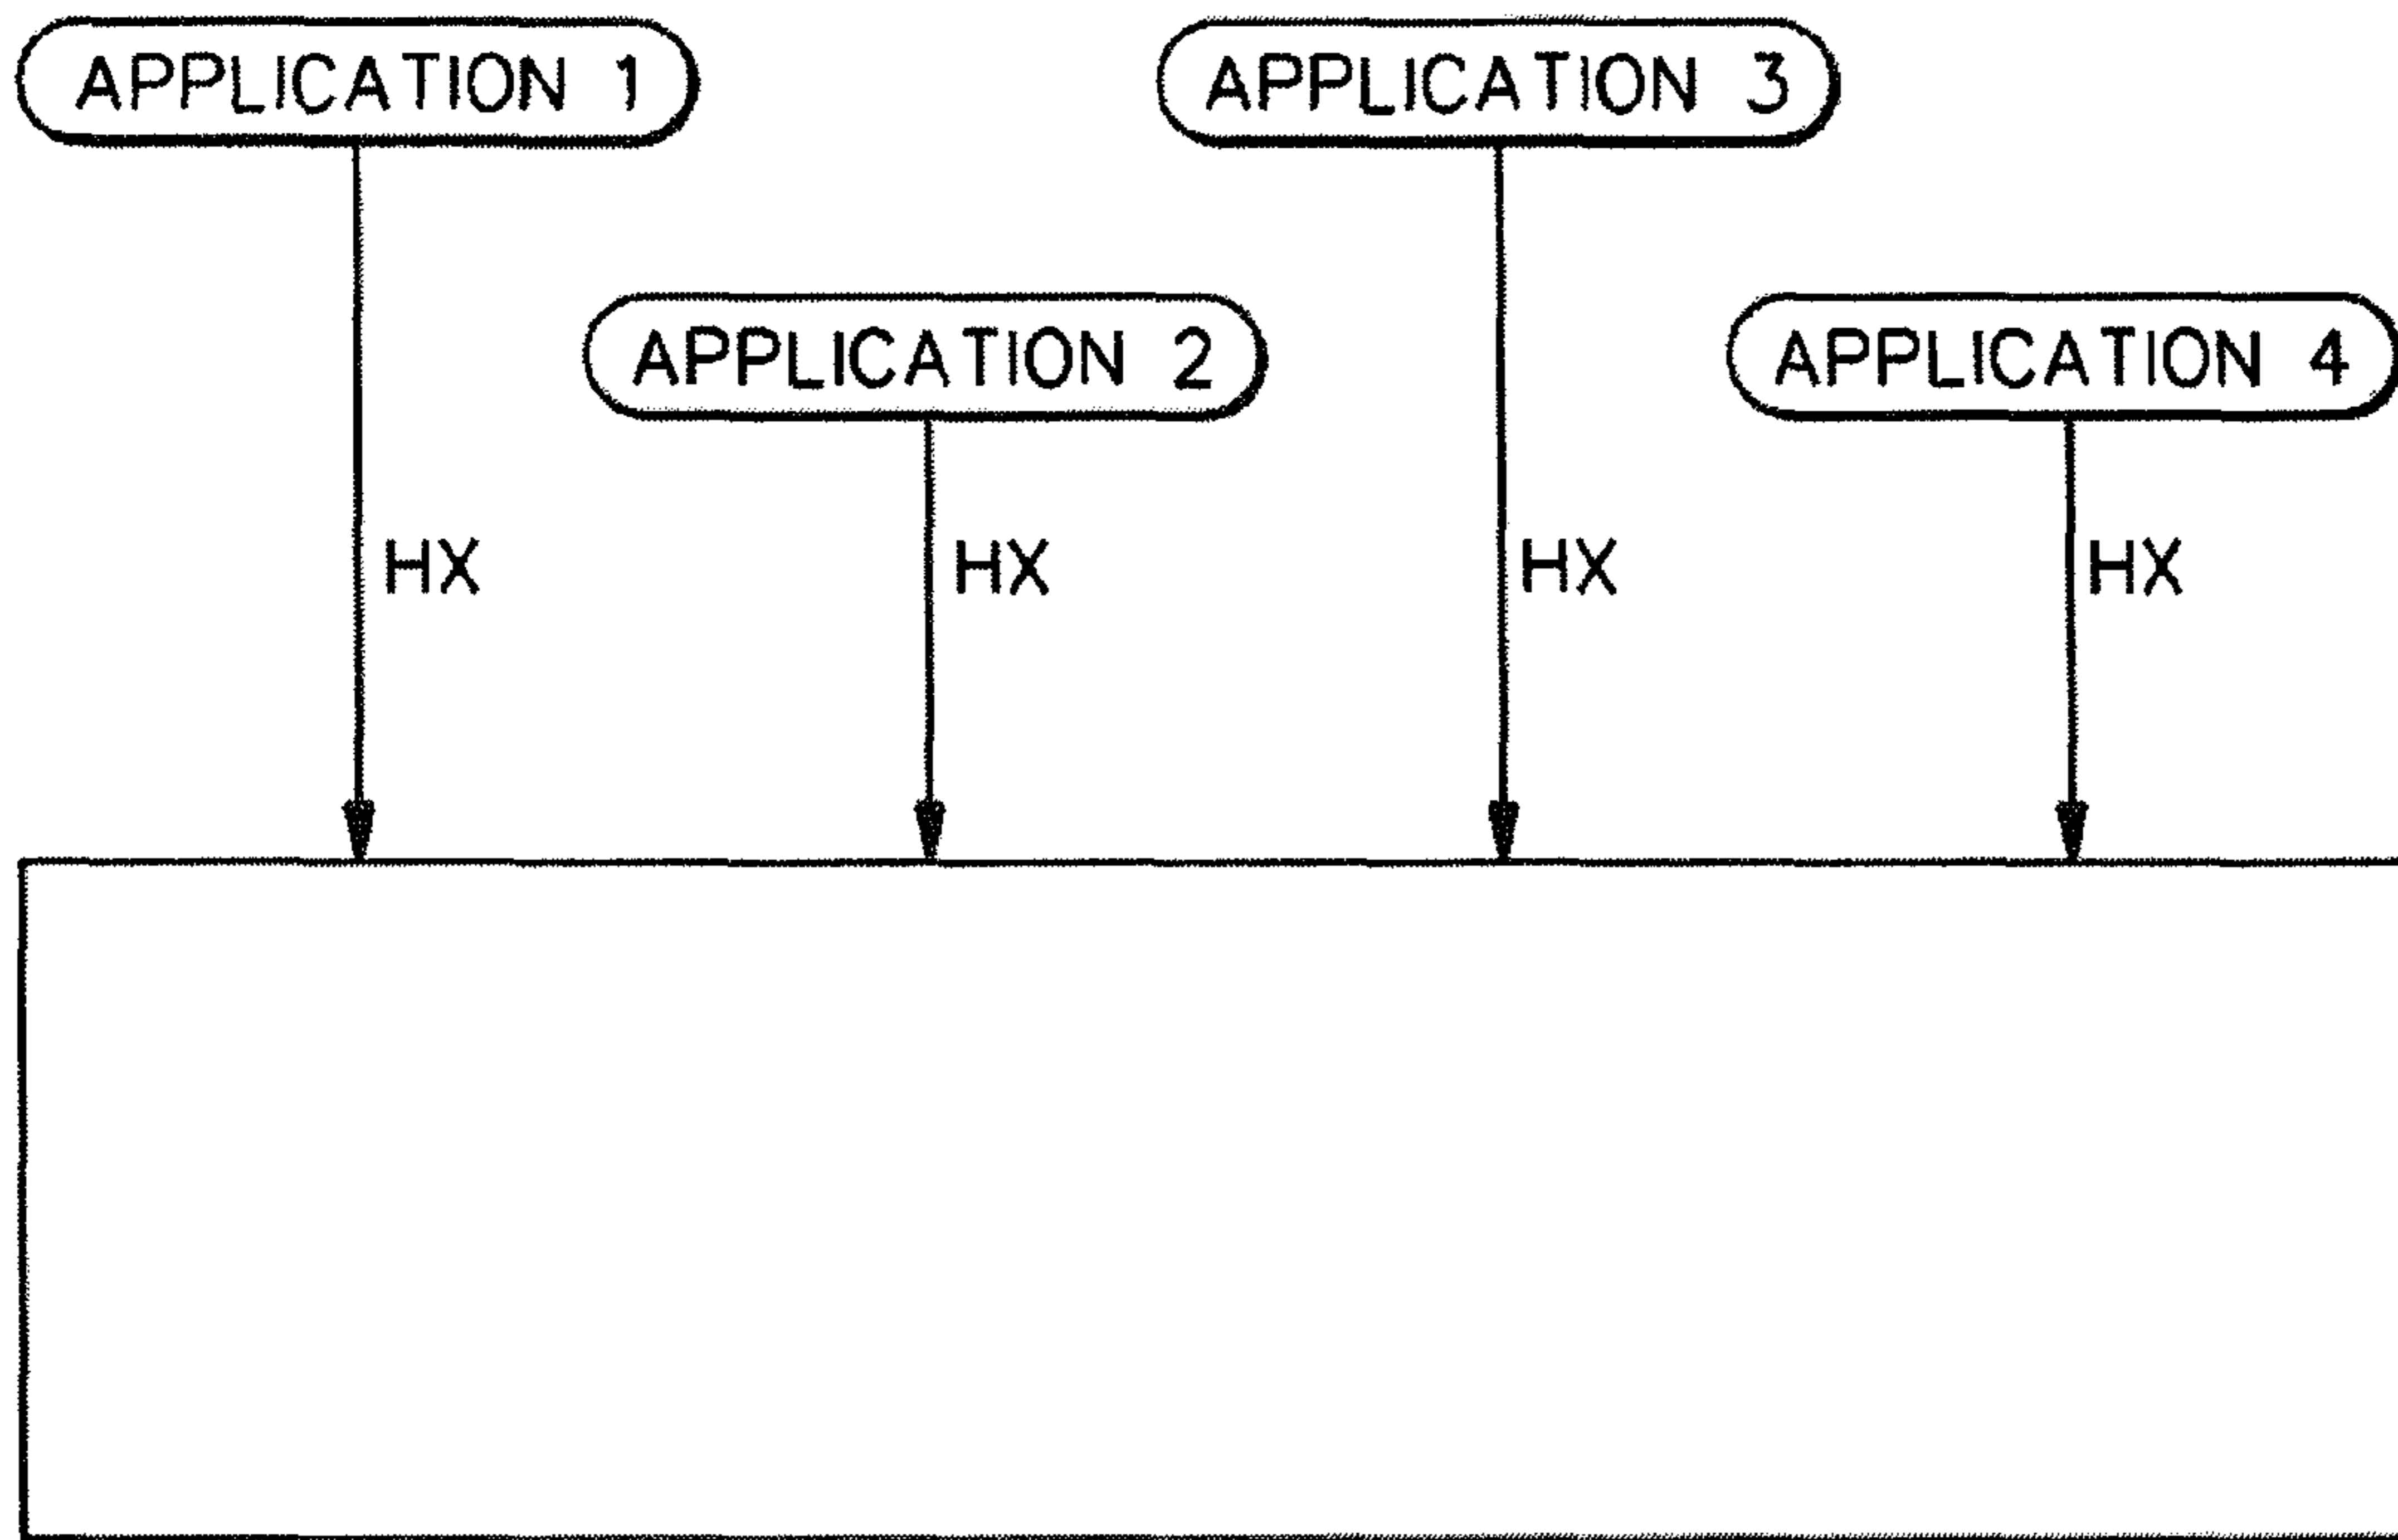 APPLICATION 1
APPLICATION 3
APPLICATION 2
APPLICATION 4
HX
HX
HX
HX